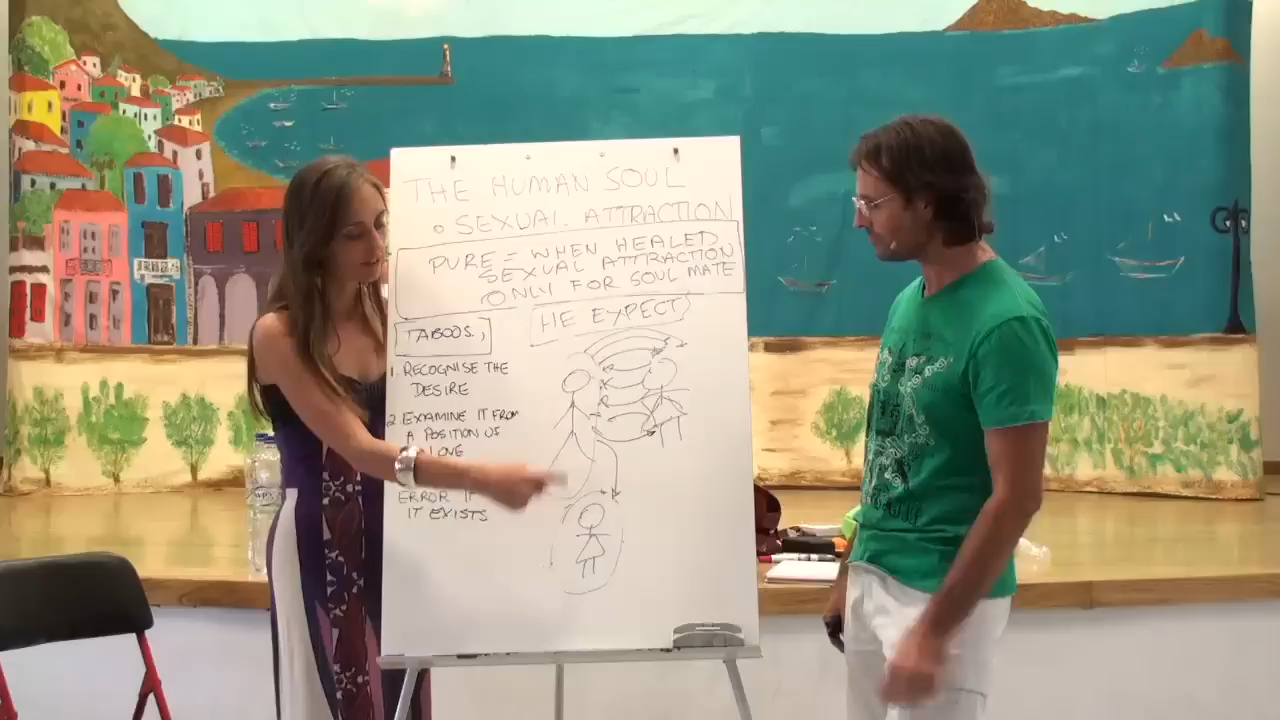 THE HUMAN SOUL
• SEXUAL ATTRACTION
PURE = WHEN HEALED
SEXUAL ATTRACTION
ONLY FOR SOUL MATE
HE EXPECT
TABOOS,
1. RECOGNISE THE
DESIRE
2. EXAMINE IT FROM
A POSITION OF
LOVE
ERROR IF
IT EXISTS